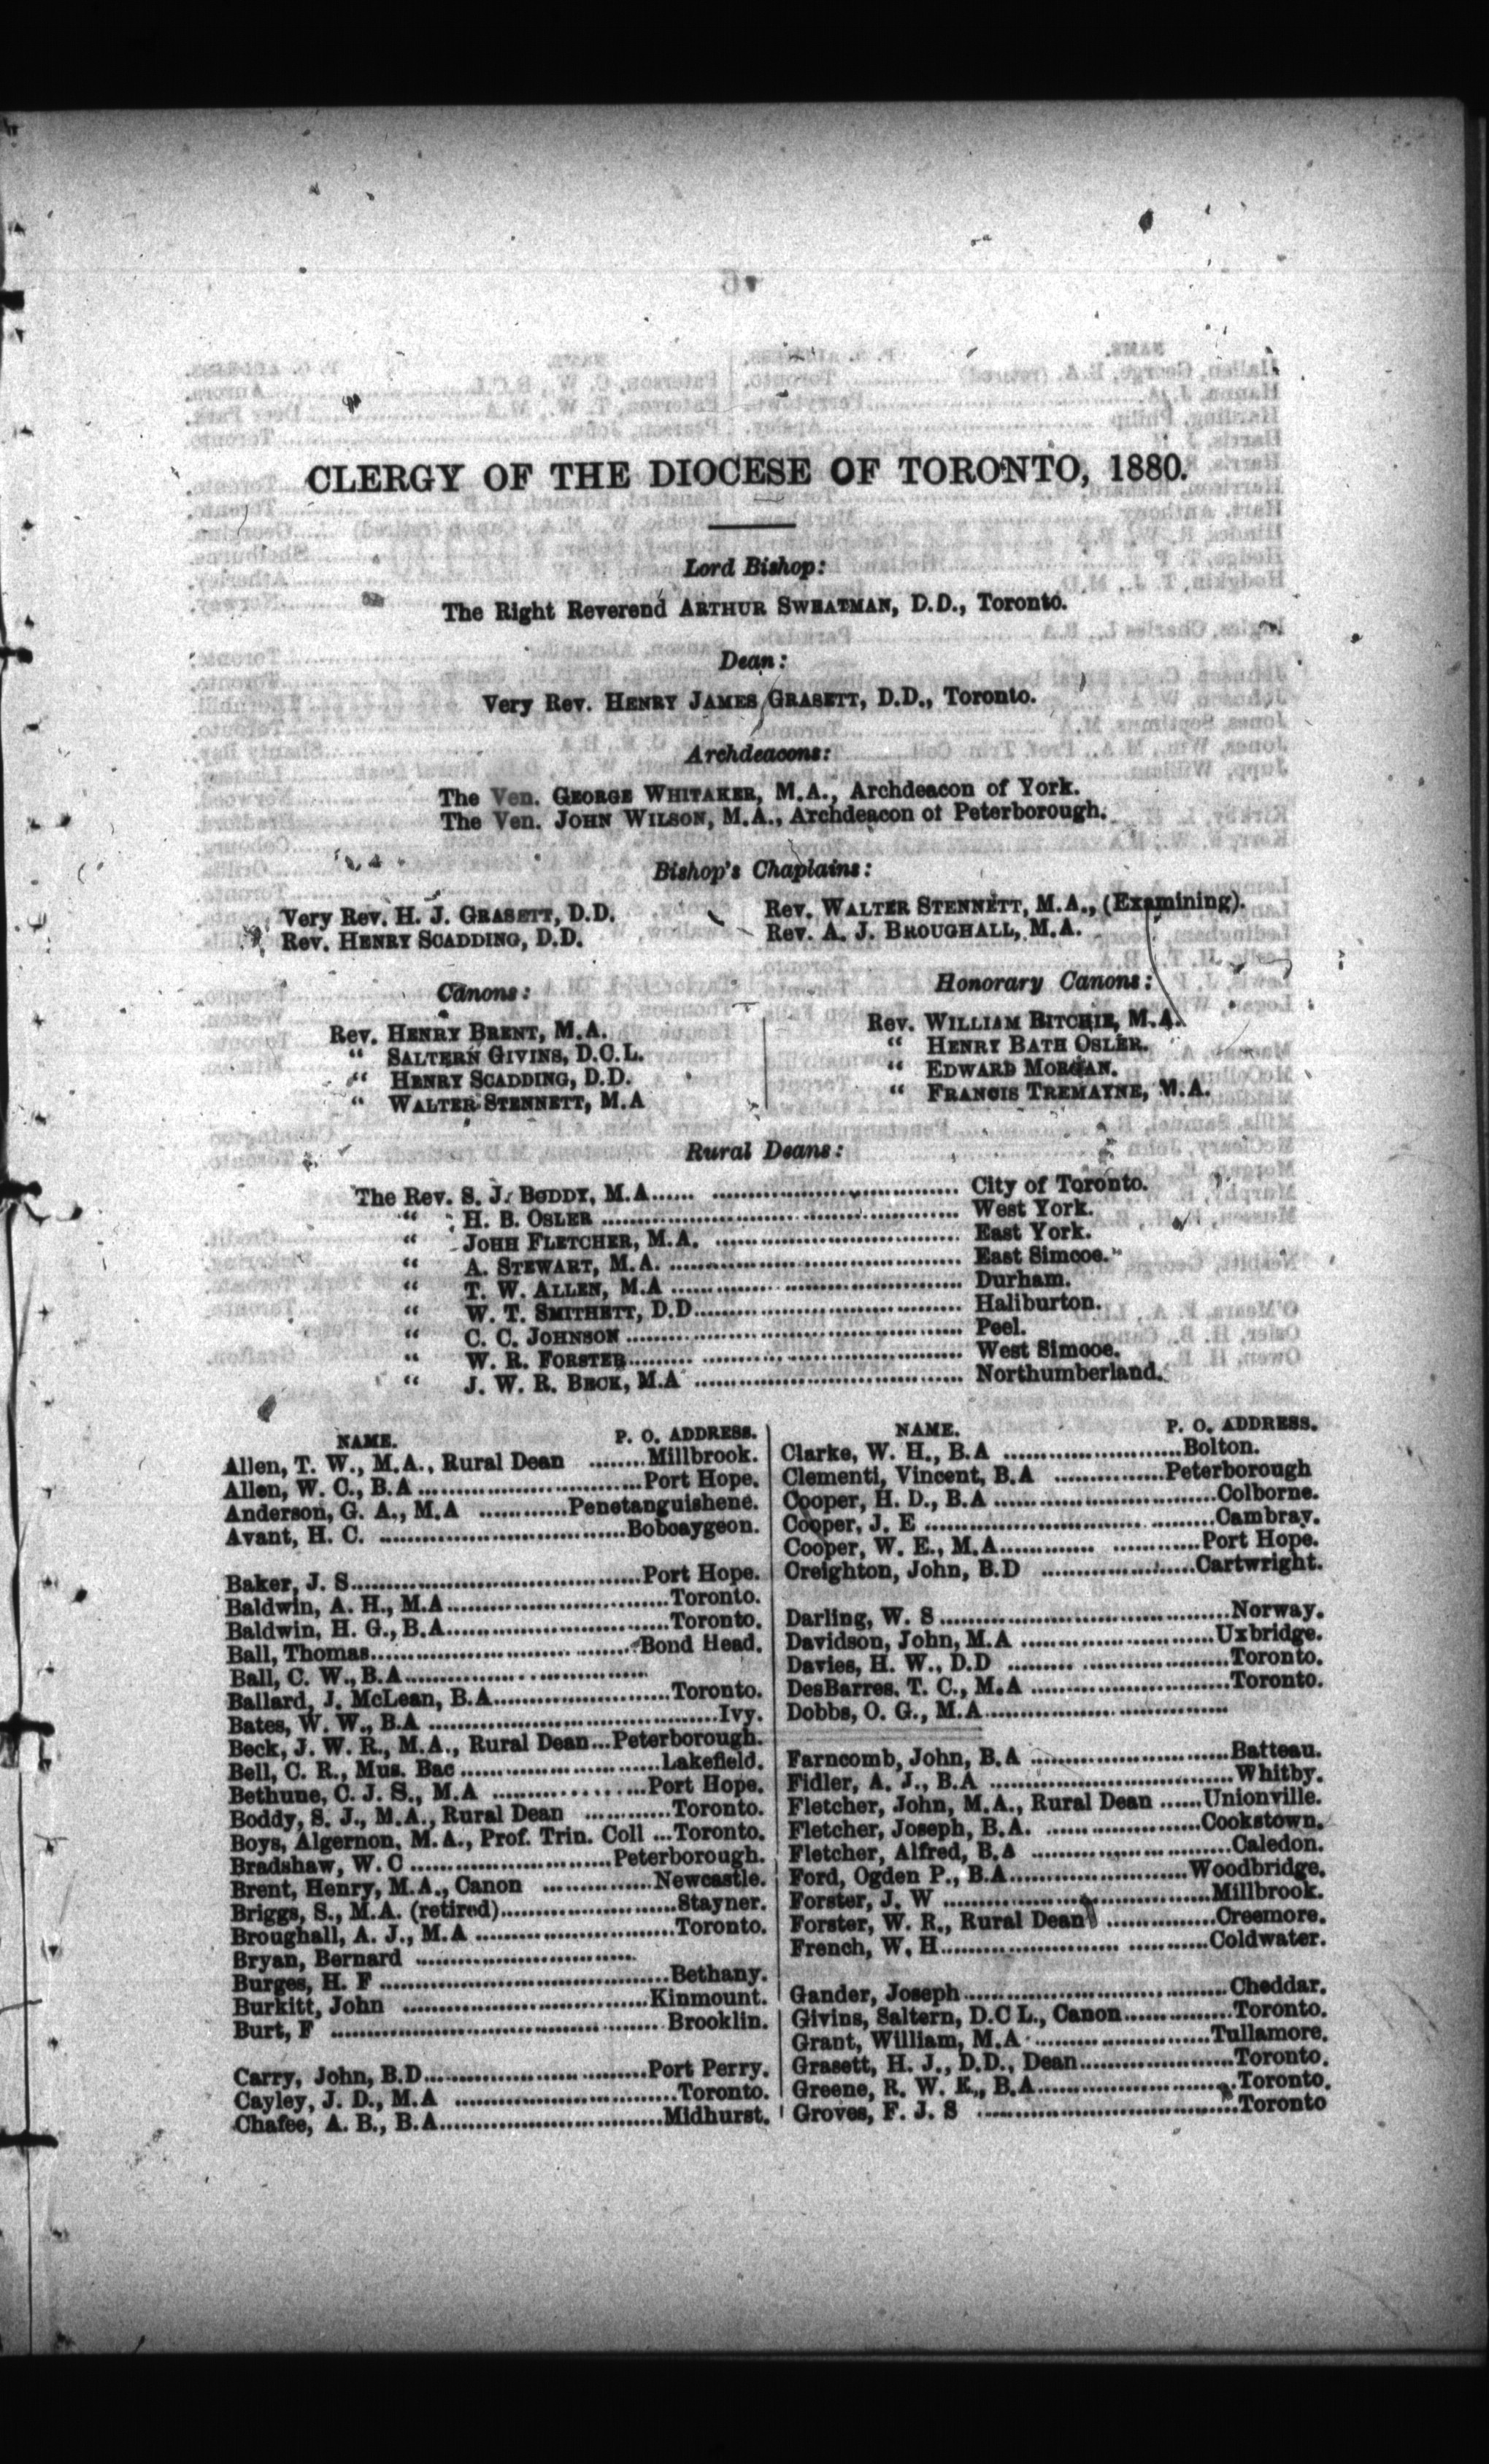 CLERGY OF THE DIOCESE OF TORONTO, 1880.
Lord Bishop:
The Right Reverend ARTHUR SWEATMAN, D.D., Toronto.
Dean:
Very Rev. HENRY JAMES GRASETT, D.D., Toronto.
Archdeacons:
The Ven. GEORGE WHITAKER, M.A., Archdeacon of York.
The Ven. JOHN WILSON, M.A., Archdeacon of Peterborough.
Bishop's Chaplains:
Very Rev. H. J. GRASETT, D.D.
Rev. HENRY SCADDING, D.D.
Rev. WALTER STENNETT, M.A., (Examining).
Rev. A. J. BROUGHALL, M.A.
Canons:
Rev. HENRY BRENT, M.A.
" SALTERN GIVINS, D.C.L.
" HENRY SCADDING, D.D.
" WALTER STENNETT, M.A
Honorary Canons:
Rev. WILLIAM RITCHIE, M.A.
" HENRY BATH OSLER.
" EDWARD MORGAN.
" FRANCIS TREMAYNE, M.A.
Rural Deans:
The Rev. S. J. BODDY, M.A...... City of Toronto.
" H. B. OSLER ...... West York.
" JOHH FLETCHER, M.A. ...... East York.
" A. STEWART, M.A. ...... East Simcoe.
" T. W. ALLEN, M.A ...... Durham.
" W. T. SMITHETT, D.D...... Haliburton.
" C. C. JOHNSON ...... Peel.
" W. R. FORSTER...... West Simcoe.
" J. W. R. BECK, M.A ...... Northumberland.
NAME. P. O. ADDRESS.
Allen, T. W., M.A., Rural Dean ......Millbrook.
Allen, W. C., B.A ......Port Hope.
Anderson, G. A., M.A ......Penetanguishene.
Avant, H. C. ......Bobcaygeon.
Baker, J. S......Port Hope.
Baldwin, A. H., M.A......Toronto.
Baldwin, H. G., B.A......Toronto.
Ball, Thomas......Bond Head.
Ball, C. W., B.A......
Ballard, J. McLean, B.A......Toronto.
Bates, W. W., B.A ......Ivy.
Beck, J. W. R., M.A., Rural Dean...Peterborough.
Bell, C. R., Mus. Bac ......Lakefield.
Bethune, C. J. S., M.A ......Port Hope.
Boddy, S. J., M.A., Rural Dean ......Toronto.
Boys, Algernon, M.A., Prof. Trin. Coll ...Toronto.
Bradshaw, W. C ......Peterborough.
Brent, Henry, M.A., Canon ......Newcastle.
Briggs, S., M.A. (retired)......Stayner.
Broughall, A. J., M.A ......Toronto.
Bryan, Bernard ......
Burges, H. F ......Bethany.
Burkitt, John ......Kinmount.
Burt, F ...... Brooklin.
Carry, John, B.D......Port Perry.
Cayley, J. D., M.A ......Toronto.
Chafee, A. B., B.A......Midhurst.
NAME. P. O. ADDRESS.
Clarke, W. H., B.A ......Bolton.
Clementi, Vincent, B.A ......Peterborough
Cooper, H. D., B.A ......Colborne.
Cooper, J. E ......Cambray.
Cooper, W. E., M.A......Port Hope.
Creighton, John, B.D ......Cartwright.
Darling, W. S ......Norway.
Davidson, John, M.A ......Uxbridge.
Davies, H. W., D.D ......Toronto.
DesBarres. T. C., M.A ......Toronto.
Dobbs, O. G., M.A......
Farncomb, John, B.A ......Batteau.
Fidler, A. J., B.A ......Whitby.
Fletcher, John, M.A., Rural Dean ......Unionville.
Fletcher, Joseph, B.A. ......Cookstown.
Fletcher, Alfred, B.A ......Caledon.
Ford, Ogden P., B.A......Woodbridge.
Forster, J. W ......Millbrook.
Forster, W. R., Rural Dean ......Creemore.
French, W. H......Coldwater.
Gander, Joseph......Cheddar.
Givins, Saltern, D.C L., Canon......Toronto.
Grant, William, M.A ......Tullamore.
Grasett, H. J., D.D., Dean......Toronto.
Greene, R. W. E., B.A......Toronto.
Groves, F. J. S ......Toronto